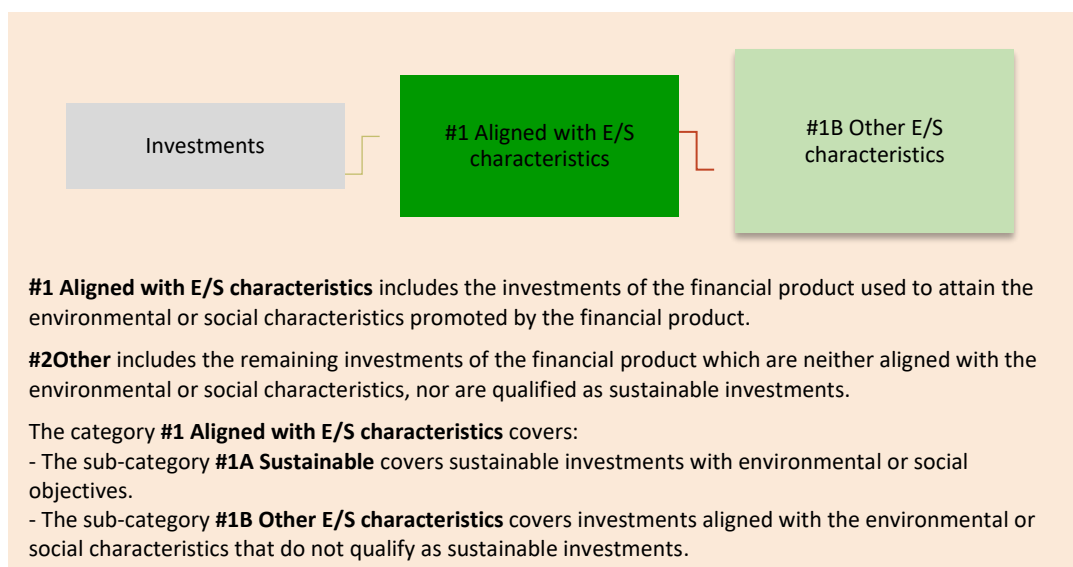 Investments
#1 Aligned with E/S
characteristics
#1B Other E/S
characteristics
#1 Aligned with E/S characteristics includes the investments of the financial product used to attain the
environmental or social characteristics promoted by the financial product.
#2Other includes the remaining investments of the financial product which are neither aligned with the
environmental or social characteristics, nor are qualified as sustainable investments.
The category #1 Aligned with E/S characteristics covers:
- The sub-category #1A Sustainable covers sustainable investments with environmental or social
objectives.
- The sub-category #1B Other E/S characteristics covers investments aligned with the environmental or
social characteristics that do not qualify as sustainable investments.